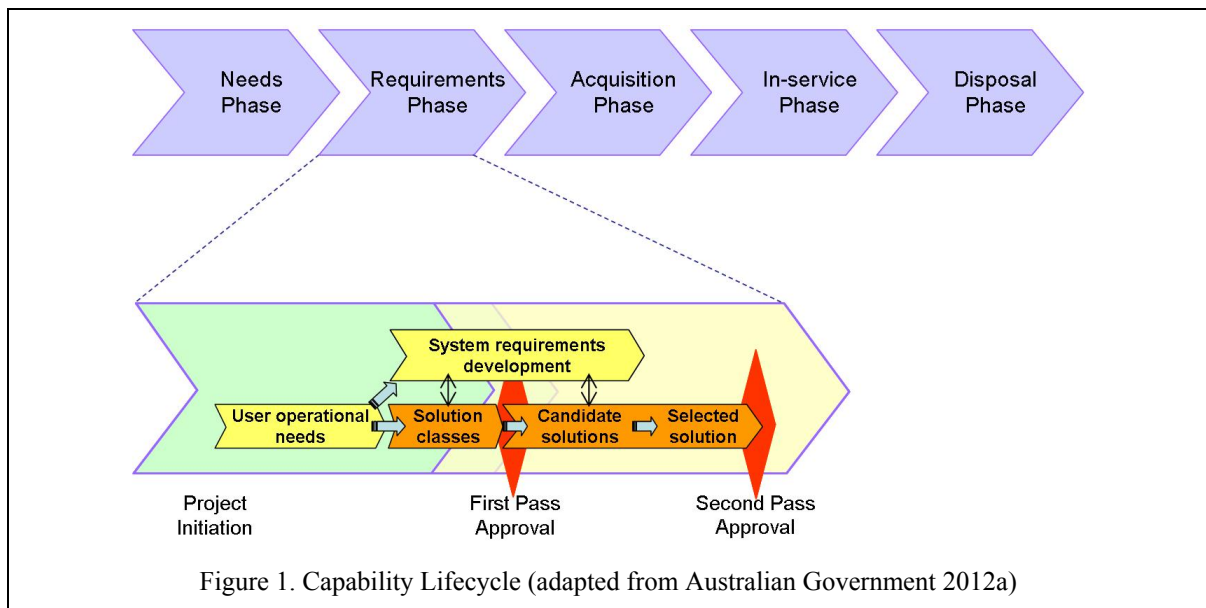 Needs
Phase
Requirements
Phase
Acquisition
Phase
In-service
Phase
Disposal
Phase
System requirements
development
User operational
needs
Solution
classes
Candidate
solutions
Selected
solution
Project
Initiation
First Pass
Approval
Second Pass
Approval
Figure 1. Capability Lifecycle (adapted from Australian Government 2012a)